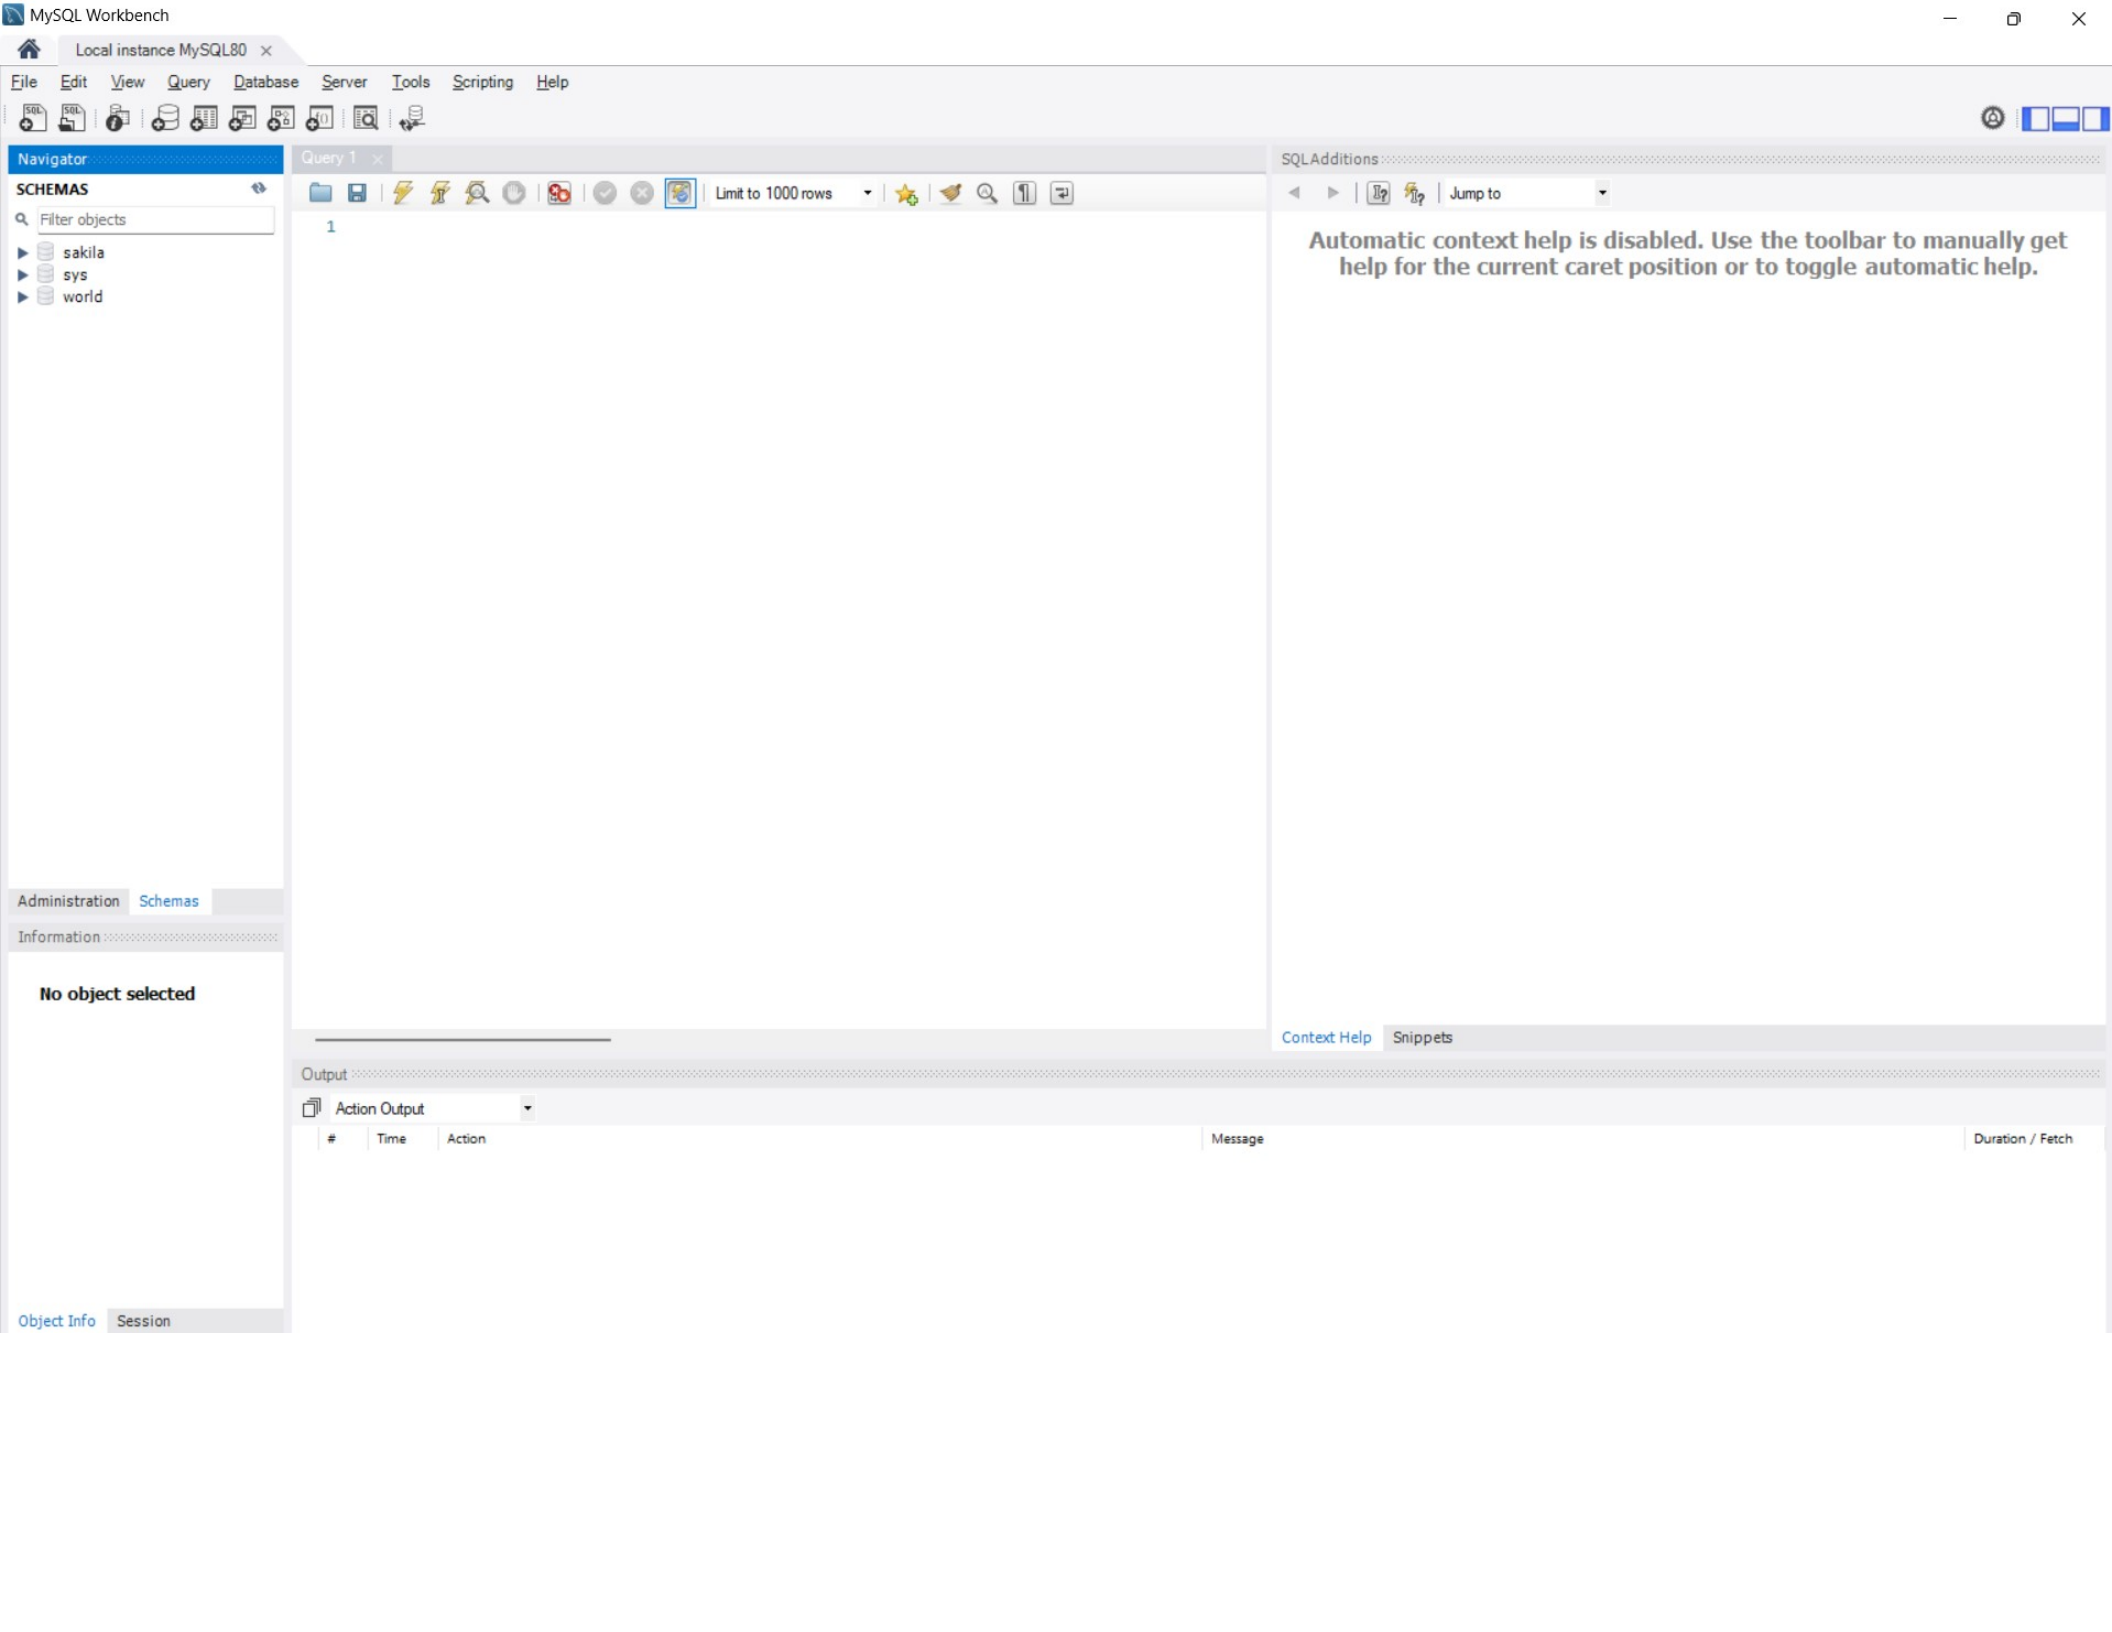 MySQL Workbench
Local instance MySQL80
File Edit View Query Database Server Tools Scripting Help
Navigator
SCHEMAS
Filter objects
sakila
sys
world
Administration Schemas
Information
No object selected
Object Info Session
Query 1
Limit to 1000 rows
1
SQLAdditions
Jump to
Automatic context help is disabled. Use the toolbar to manually get
help for the current caret position or to toggle automatic help.
Context Help Snippets
Output
Action Output
# Time Action Message Duration / Fetch